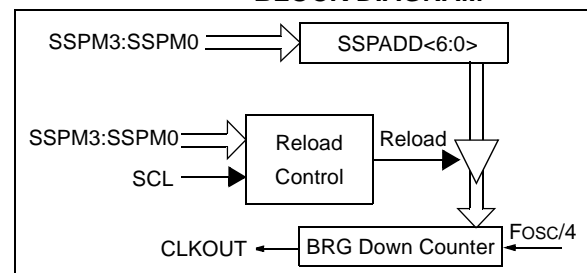 BLOCK DIAGRAM
SSPM3:SSPM0
SSPADD<6:0>
SSPM3:SSPM0
Reload
Control
Reload
SCL
CLKOUT
BRG Down Counter
FOSC/4